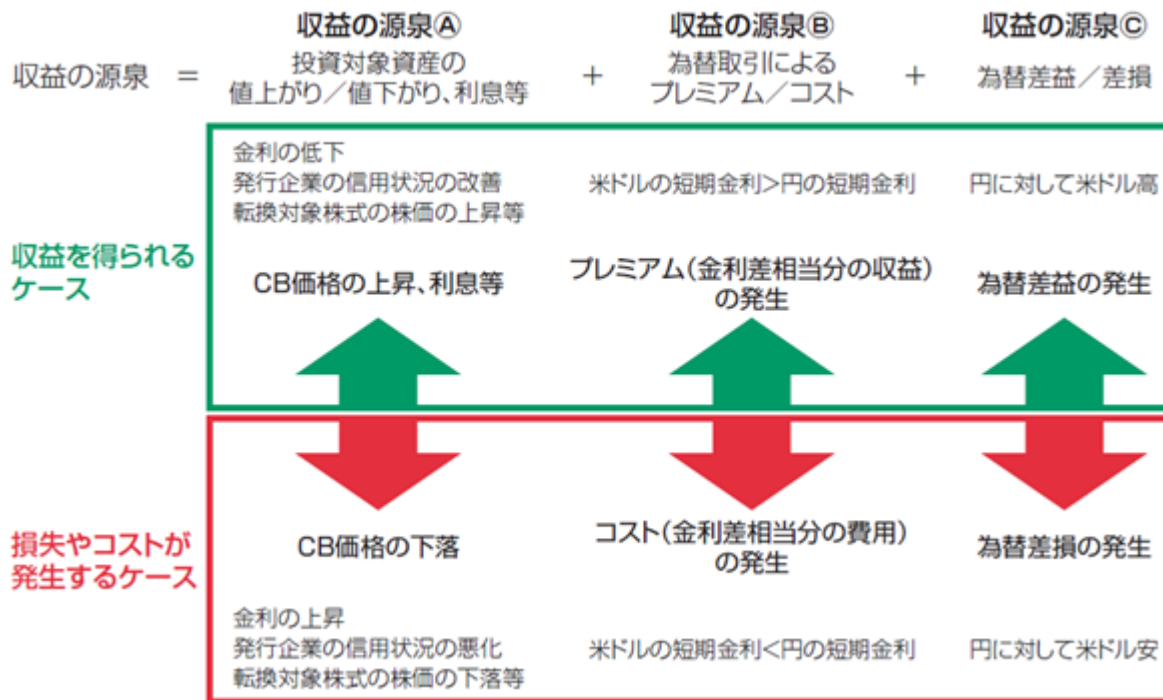 収益の源泉Ⓐ
収益の源泉Ⓑ
収益の源泉Ⓒ
収益の源泉 =
投資対象資産の
値上がり／値下がり、利息等
+
為替取引による
プレミアム／コスト
+
為替差益／差損
収益を得られる
ケース
金利の低下
発行企業の信用状況の改善
転換対象株式の株価の上昇等
米ドルの短期金利>円の短期金利
円に対して米ドル高
CB価格の上昇、利息等
プレミアム（金利差相当分の収益）
の発生
為替差益の発生
損失やコストが
発生するケース
CB価格の下落
コスト（金利差相当分の費用）
の発生
為替差損の発生
金利の上昇
発行企業の信用状況の悪化
転換対象株式の株価の下落等
米ドルの短期金利<円の短期金利
円に対して米ドル安